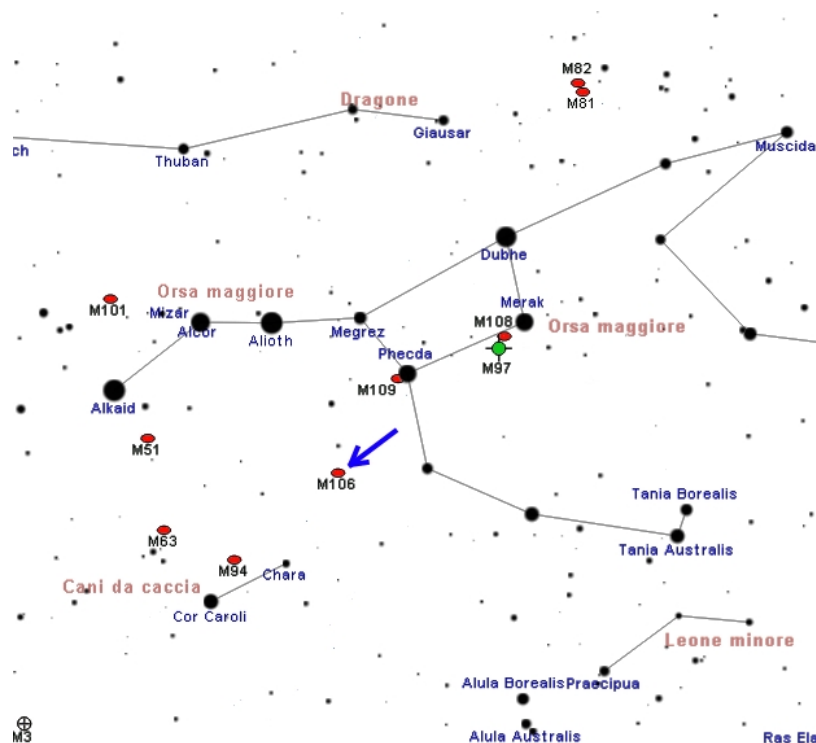 M82
M81
Dragone
Giausar
Muscida
ch
Thuban
Dubhe
Orsa maggiore
M101
Mizar
Alcor
Alioth
Megrez
Merak
M108
Orsa maggiore
Phecda
M97
M109
Alkaid
M51
M106
Tania Borealis
M63
Tania Australis
M94
Chara
Cani da caccia
Cor Caroli
Leone minore
Alula Borealis
Praecipua
M3
Alula Australis
Ras Ela